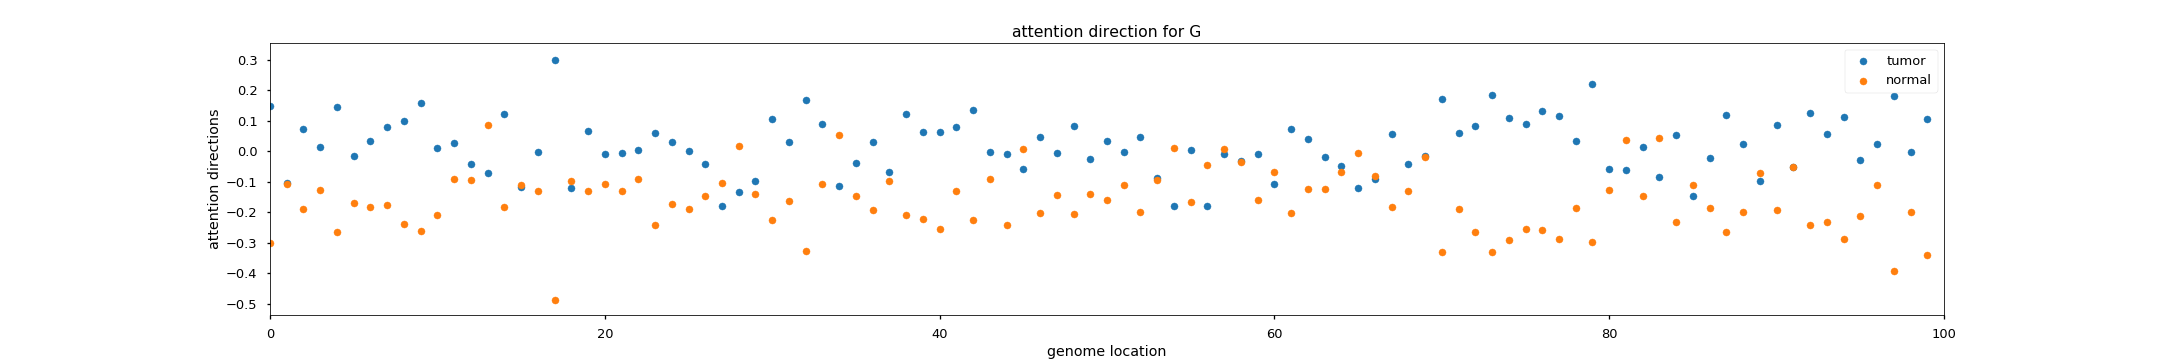 attention direction for G
tumor
normal
attention directions
0.3
0.2
0.1
0.0
−0.1
−0.2
−0.3
−0.4
−0.5
0 20 40 60 80 100
genome location